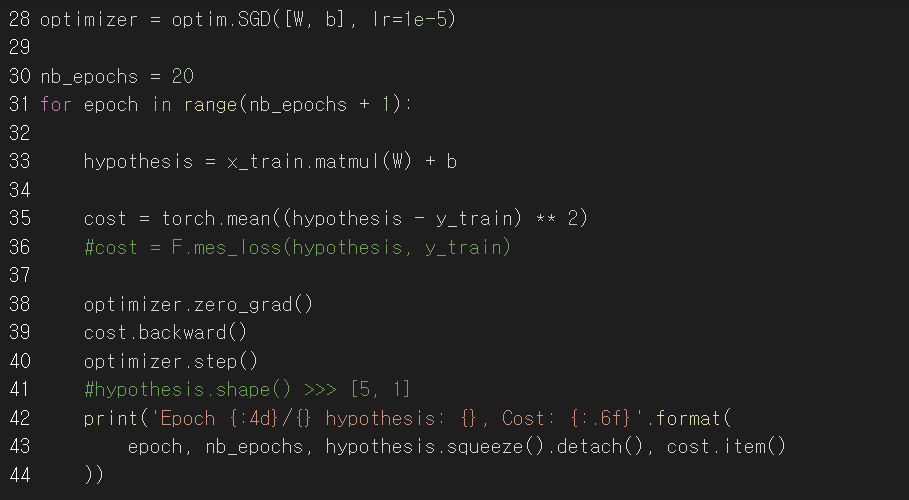 28 optimizer = optim.SGD([W, b], lr=1e-5)
29
30 nb_epochs = 20
31 for epoch in range(nb_epochs + 1):
32
33     hypothesis = x_train.matmul(W) + b
34
35     cost = torch.mean((hypothesis - y_train) ** 2)
36     #cost = F.mes_loss(hypothesis, y_train)
37
38     optimizer.zero_grad()
39     cost.backward()
40     optimizer.step()
41     #hypothesis.shape() >>> [5, 1]
42     print('Epoch {:4d}/{} hypothesis: {}, Cost: {:.6f}'.format(
43         epoch, nb_epochs, hypothesis.squeeze().detach(), cost.item()
44     ))